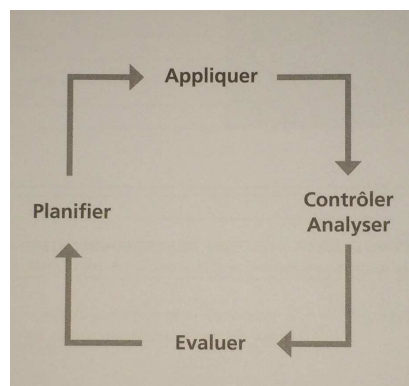 Appliquer
Planifier
Contrôler
Analyser
Evaluer